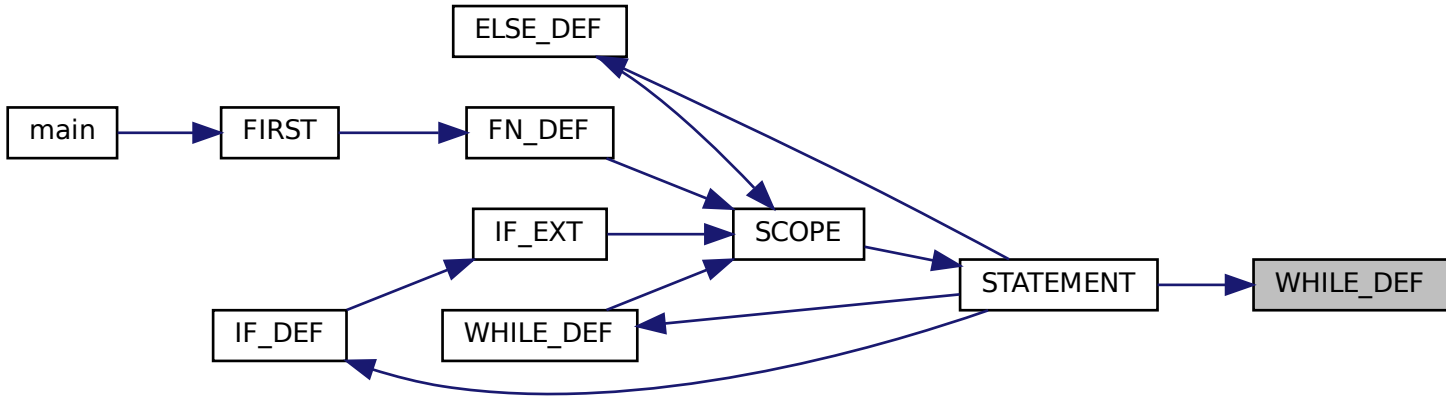 ELSE_DEF
main
FIRST
FN_DEF
IF_EXT
SCOPE
STATEMENT
WHILE_DEF
IF_DEF
WHILE_DEF